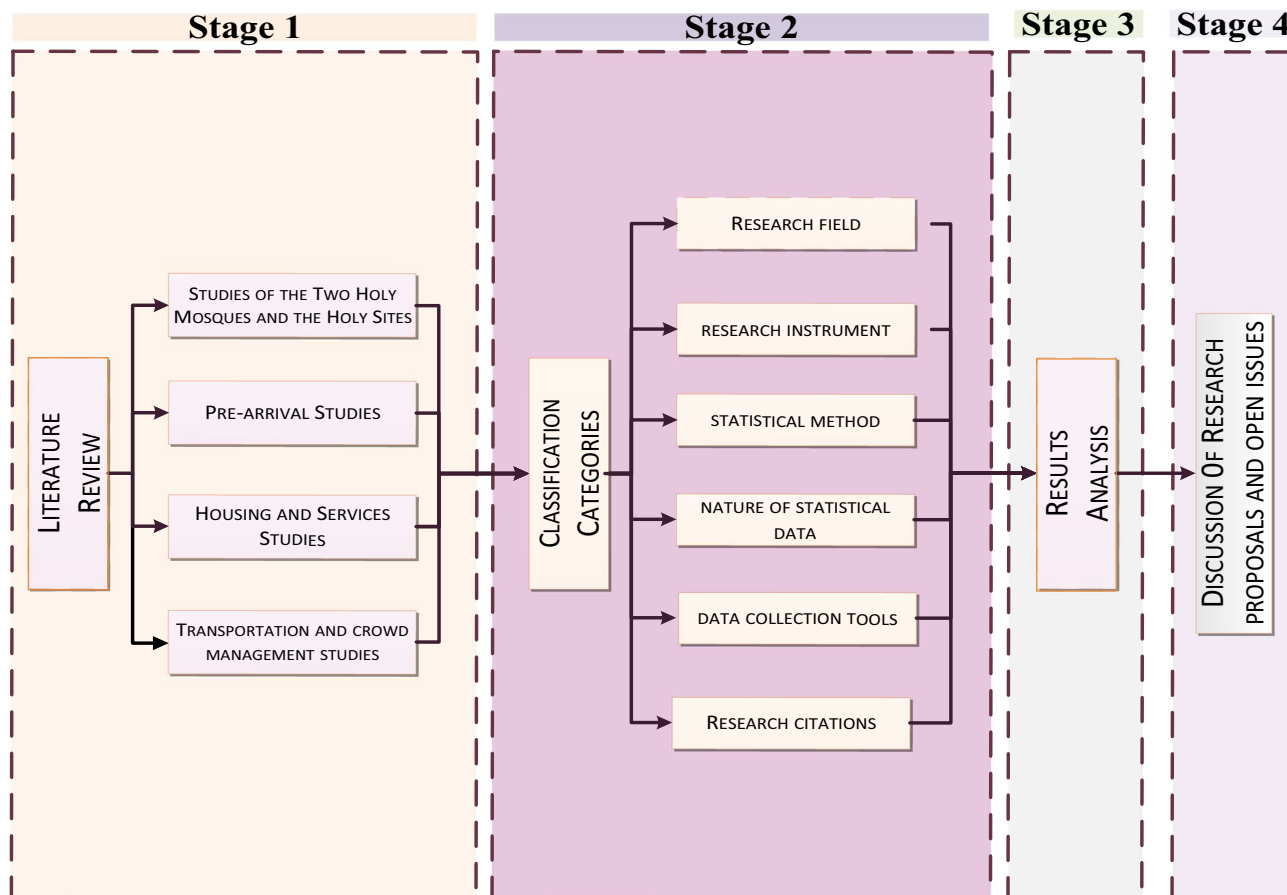 Stage 1
Stage 2
Stage 3
Stage 4
LITERATURE
REVIEW
STUDIES OF THE TWO HOLY
MOSQUES AND THE HOLY SITES
PRE-ARRIVAL STUDIES
HOUSING AND SERVICES
STUDIES
TRANSPORTATION AND CROWD
MANAGEMENT STUDIES
CLASSIFICATION
CATEGORIES
RESEARCH FIELD
RESEARCH INSTRUMENT
STATISTICAL METHOD
NATURE OF STATISTICAL
DATA
DATA COLLECTION TOOLS
RESEARCH CITATIONS
RESULTS
ANALYSIS
DISCUSSION OF RESEARCH
PROPOSALS AND OPEN ISSUES